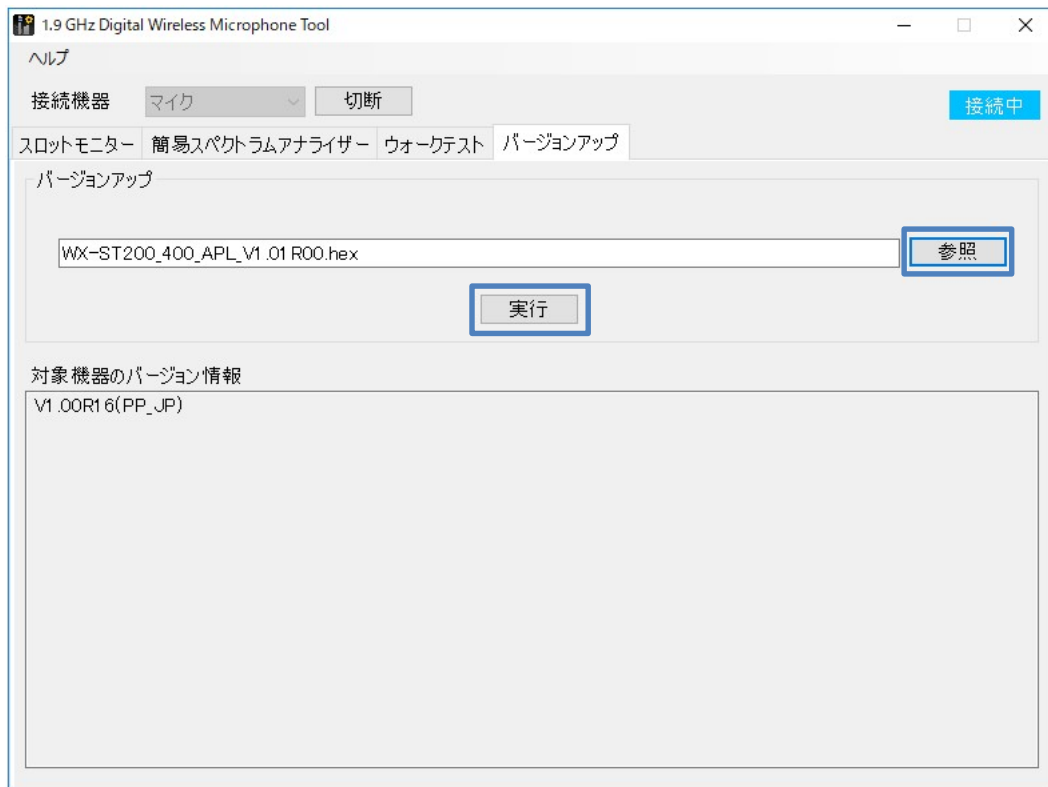 1.9 GHz Digital Wireless Microphone Tool
ヘルプ
接続機器 マイク 切断 接続中
スロットモニター 簡易スペクトラムアナライザー ウォークテスト バージョンアップ
バージョンアップ
WX-ST200_400_APL_V1.01R00.hex 参照
実行
対象機器のバージョン情報
V1.00R16(PP_JP)